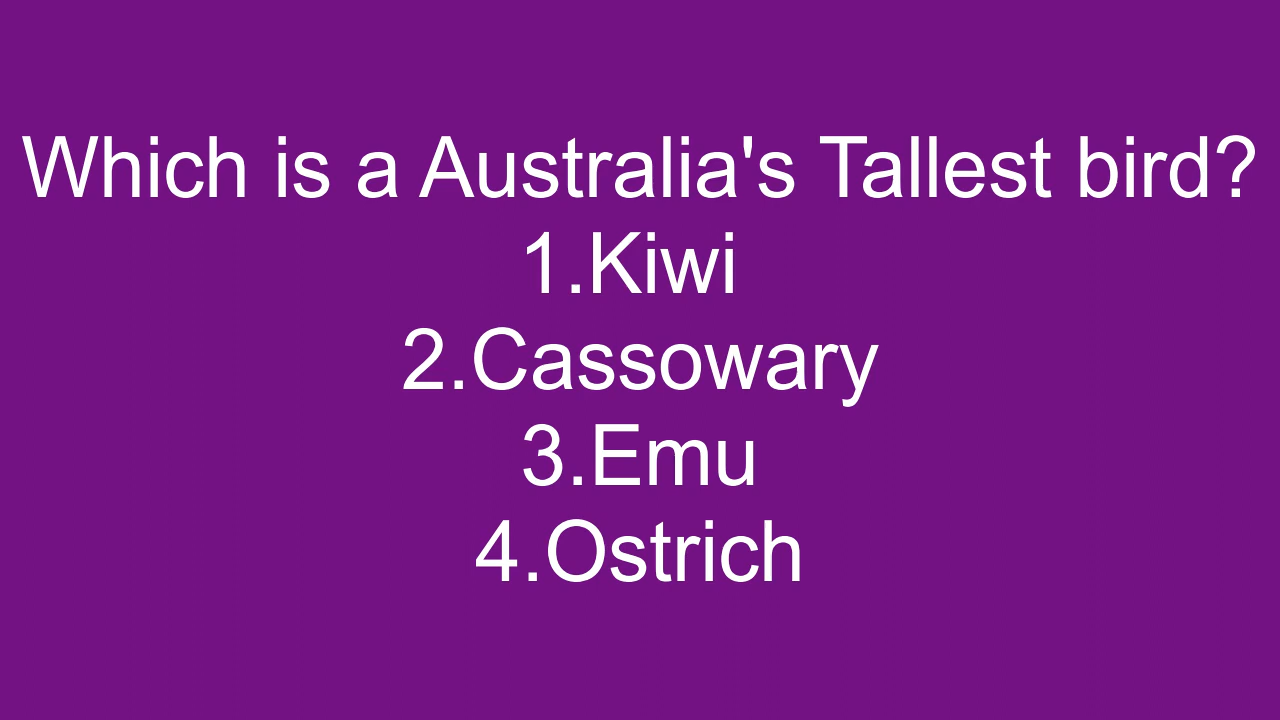 Which is a Australia's Tallest bird?
1.Kiwi
2.Cassowary
3.Emu
4.Ostrich